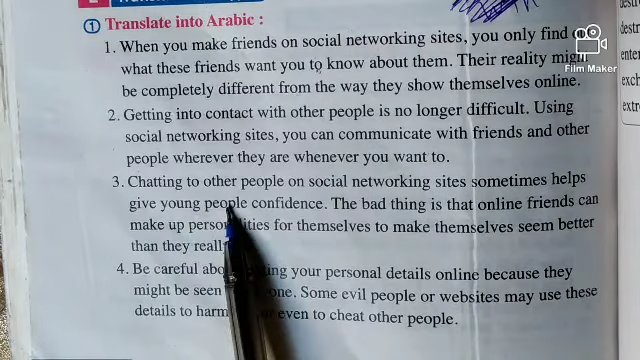 1 Translate into Arabic :
1. When you make friends on social networking sites, you only find
what these friends want you to know about them. Their reality might
be completely different from the way they show themselves online.
2. Getting into contact with other people is no longer difficult. Using
social networking sites, you can communicate with friends and other
people wherever they are whenever you want to.
3. Chatting to other people on social networking sites sometimes helps
give young people confidence. The bad thing is that online friends can
make up personalities for themselves to make themselves seem better
than they
4. Be careful your personal details online because they
might be seen Some evil people or websites may use these
details to harm or even to cheat other people.
Film Maker